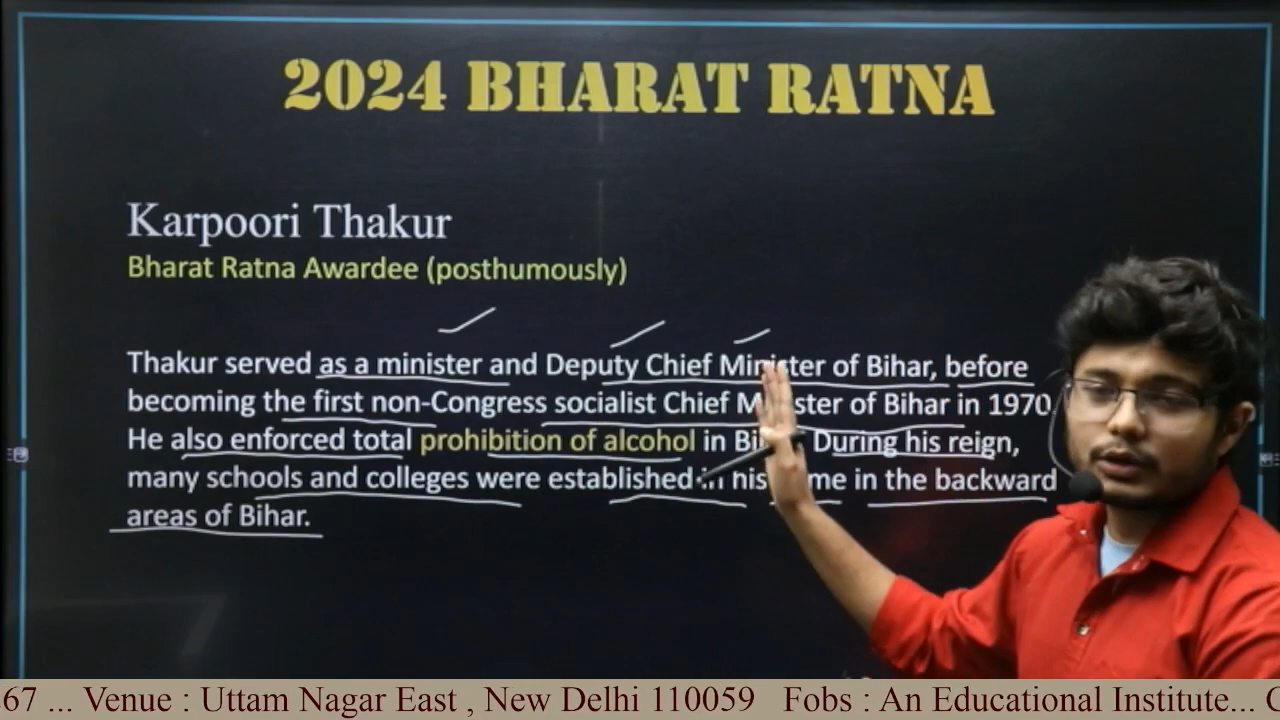 2024 BHARAT RATNA
Karpoori Thakur
Bharat Ratna Awardee (posthumously)
Thakur served as a minister and Deputy Chief Minister of Bihar, before
becoming the first non-Congress socialist Chief Minister of Bihar in 1970.
He also enforced total prohibition of alcohol in Bihar. During his reign,
many schools and colleges were established in his name in the backward
areas of Bihar.
67 ... Venue : Uttam Nagar East , New Delhi 110059 Fobs : An Educational Institute... C